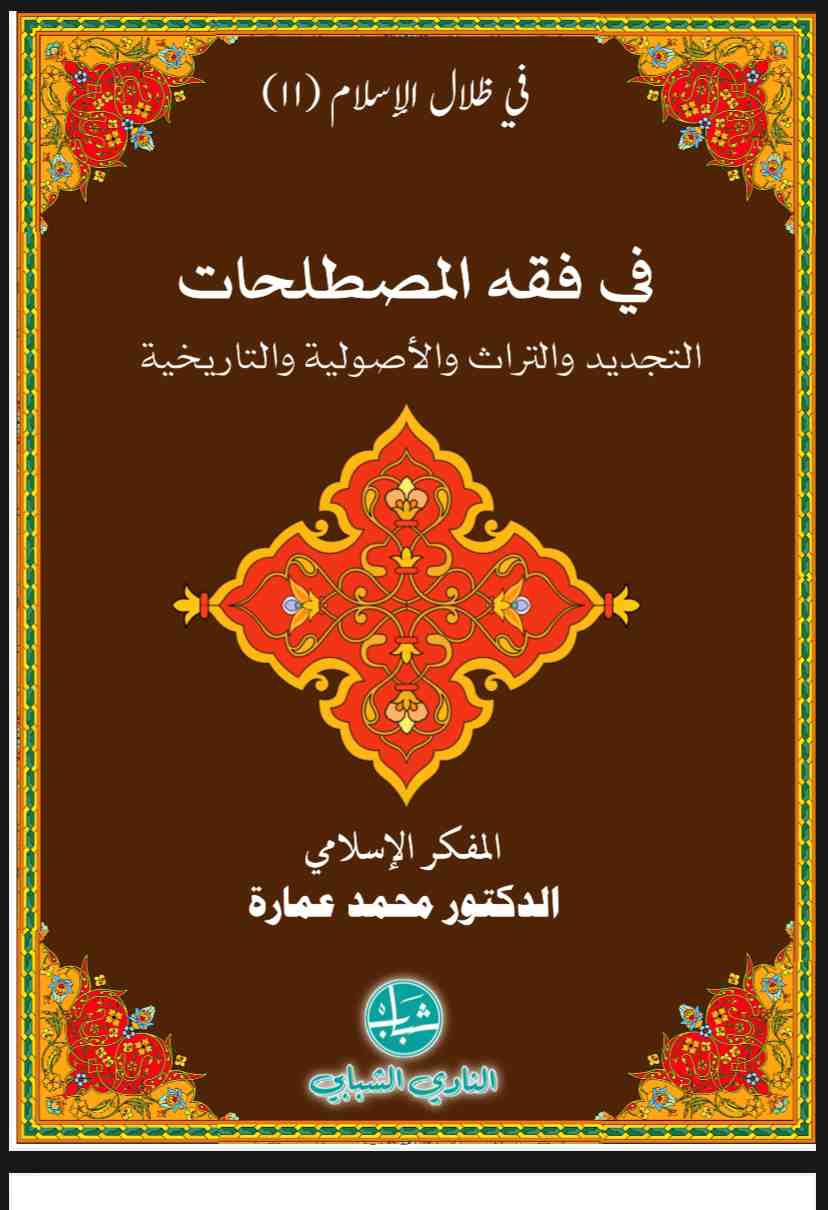 في ظلال الإسلام (١١)
في فقه المصطلحات
التجديد والتراث والأصولية والتاريخية
المفكر الإسلامي
الدكتور محمد عمارة
شباب
النادي الشبابي